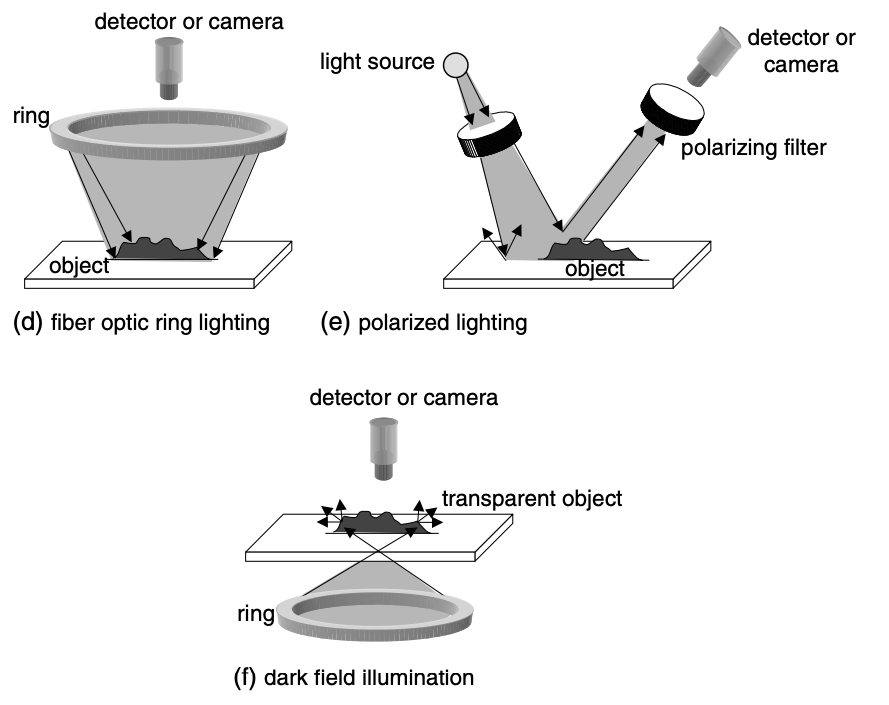 detector or camera
ring
object
(d) fiber optic ring lighting
light source
detector or
camera
polarizing filter
object
(e) polarized lighting
detector or camera
transparent object
ring
(f) dark field illumination